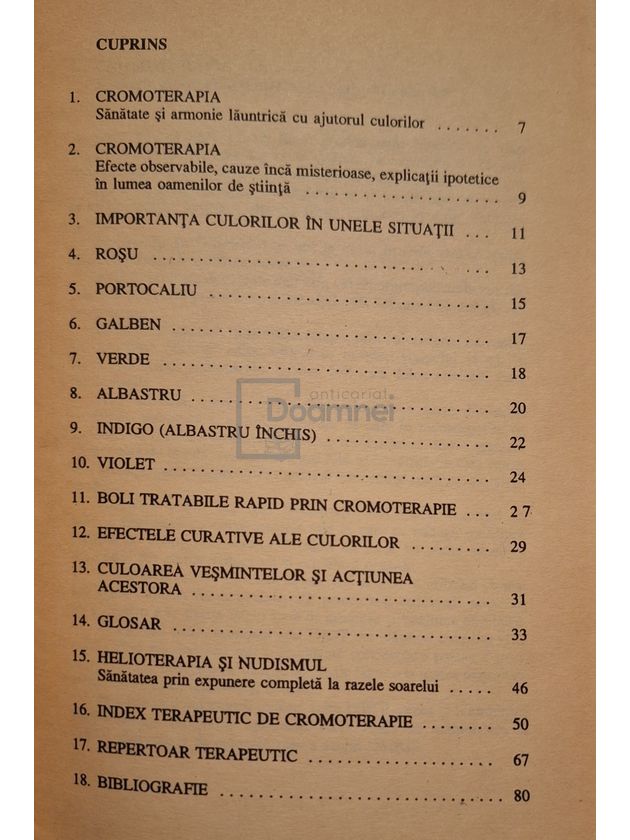 CUPRINS
1. CROMOTERAPIA
Sănătate şi armonie lăuntrică cu ajutorul culorilor ....... 7
2. CROMOTERAPIA
Efecte observabile, cauze încă misterioase, explicaţii ipotetice
în lumea oamenilor de ştiinţă .................... 9
3. IMPORTANŢA CULORILOR ÎN UNELE SITUAŢII ... 11
4. ROŞU .................................. 13
5. PORTOCALIU ............................. 15
6. GALBEN ................................ 17
7. VERDE ................................. 18
anticariat
8. ALBASTRU .............................. 20
Doamnei
9. INDIGO (ALBASTRU ÎNCHIS) ................. 22
10. VIOLET ................................. 24
11. BOLI TRATABILE RAPID PRIN CROMOTERAPIE ... 2 7
12. EFECTELE CURATIVE ALE CULORILOR ......... 29
13. CULOAREA VEŞMINTELOR ŞI ACŢIUNEA
ACESTORA ............................... 31
14. GLOSAR ................................ 33
15. HELIOTERAPIA ŞI NUDISMUL
Sănătatea prin expunere completă la razele soarelui ..... 46
16. INDEX TERAPEUTIC DE CROMOTERAPIE ........ 50
17. REPERTOAR TERAPEUTIC ................... 67
18. BIBLIOGRAFIE ............................. 80